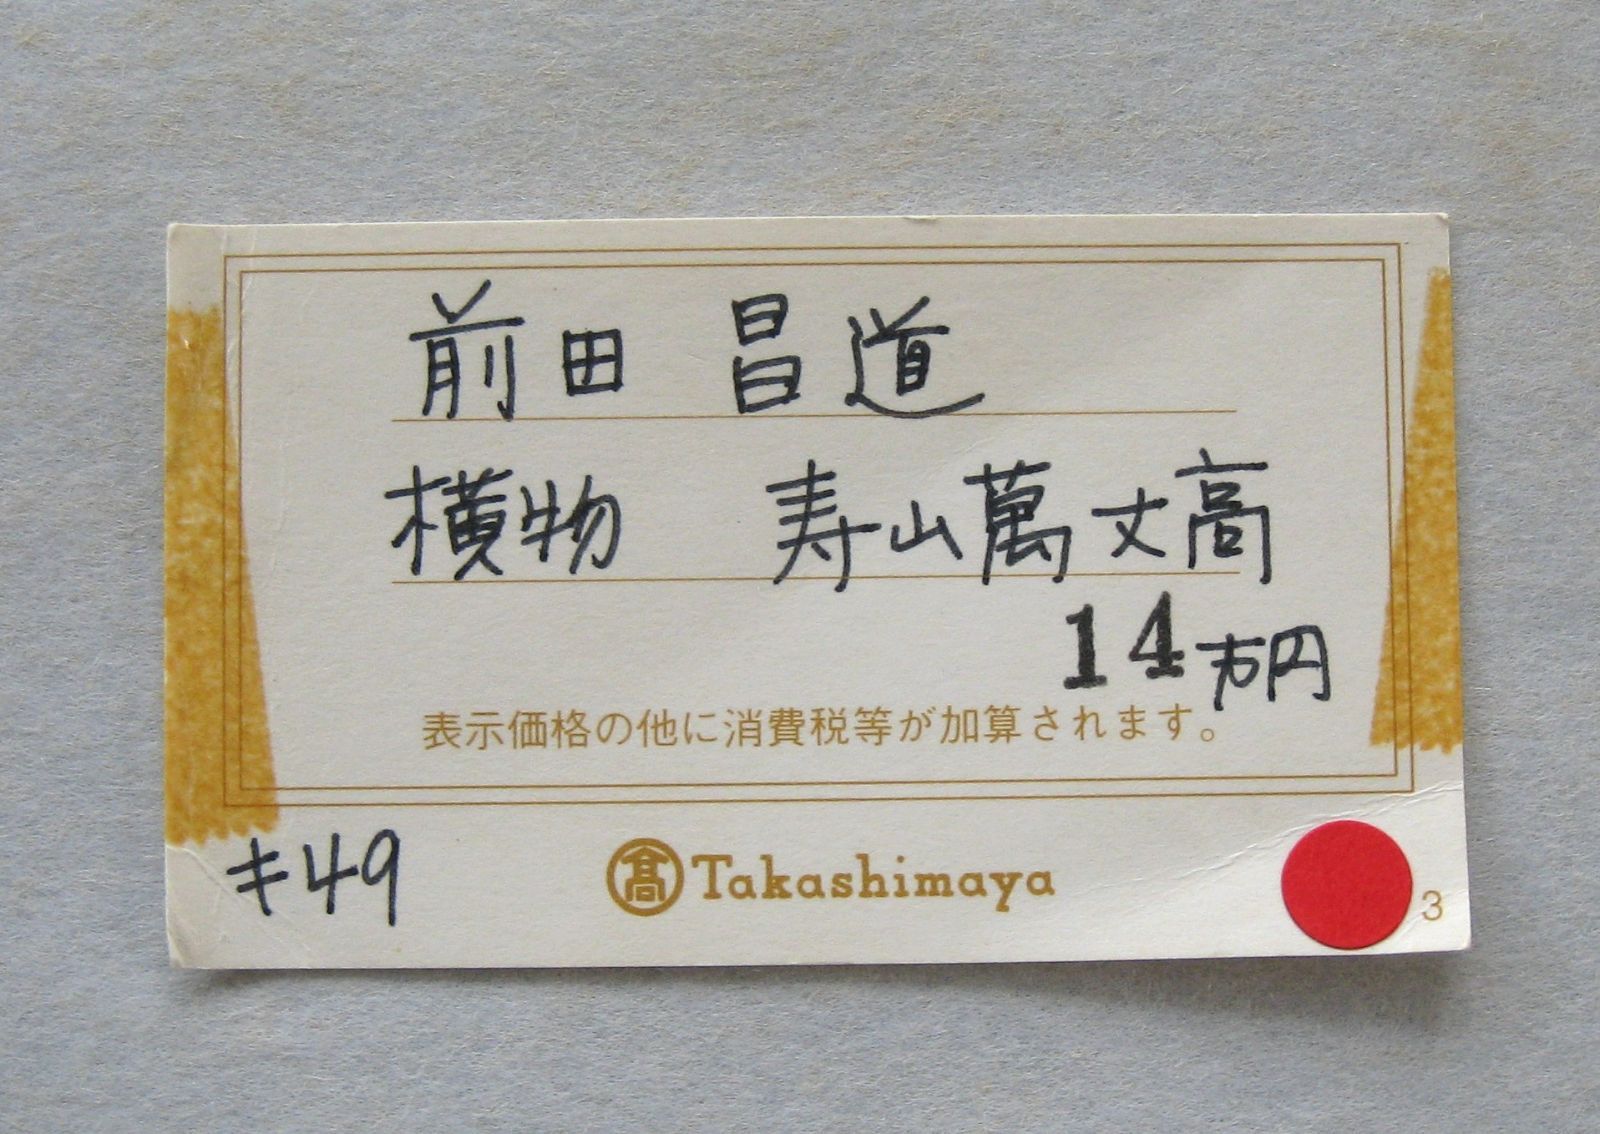 前田 昌道
横物 寿山萬丈高
14万円
表示価格の他に消費税等が加算されます。
キ49
髙 Takashimaya
3